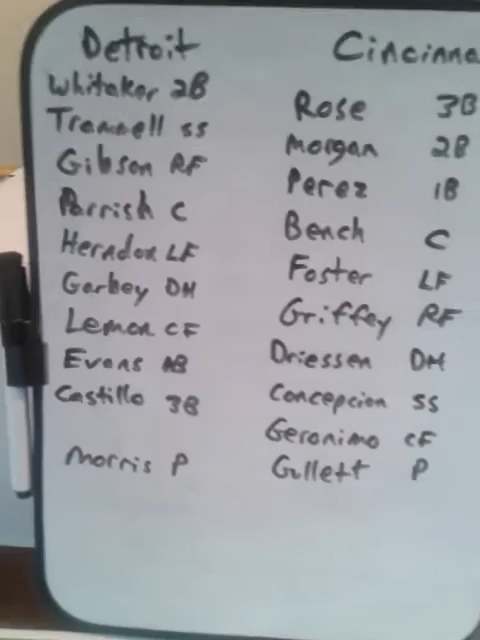 Detroit
Whitaker 2B
Trammell SS
Gibson RF
Parrish C
Herndon LF
Garbey DH
Lemon CF
Evans 1B
Castillo 3B
Morris P
Cincinna
Rose 3B
Morgan 2B
Perez 1B
Bench C
Foster LF
Griffey RF
Driessen DH
Concepcion SS
Geronimo CF
Gullett P